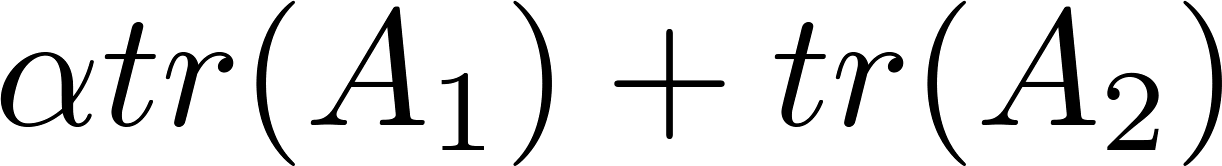 αtr(A₁) + tr(A₂)